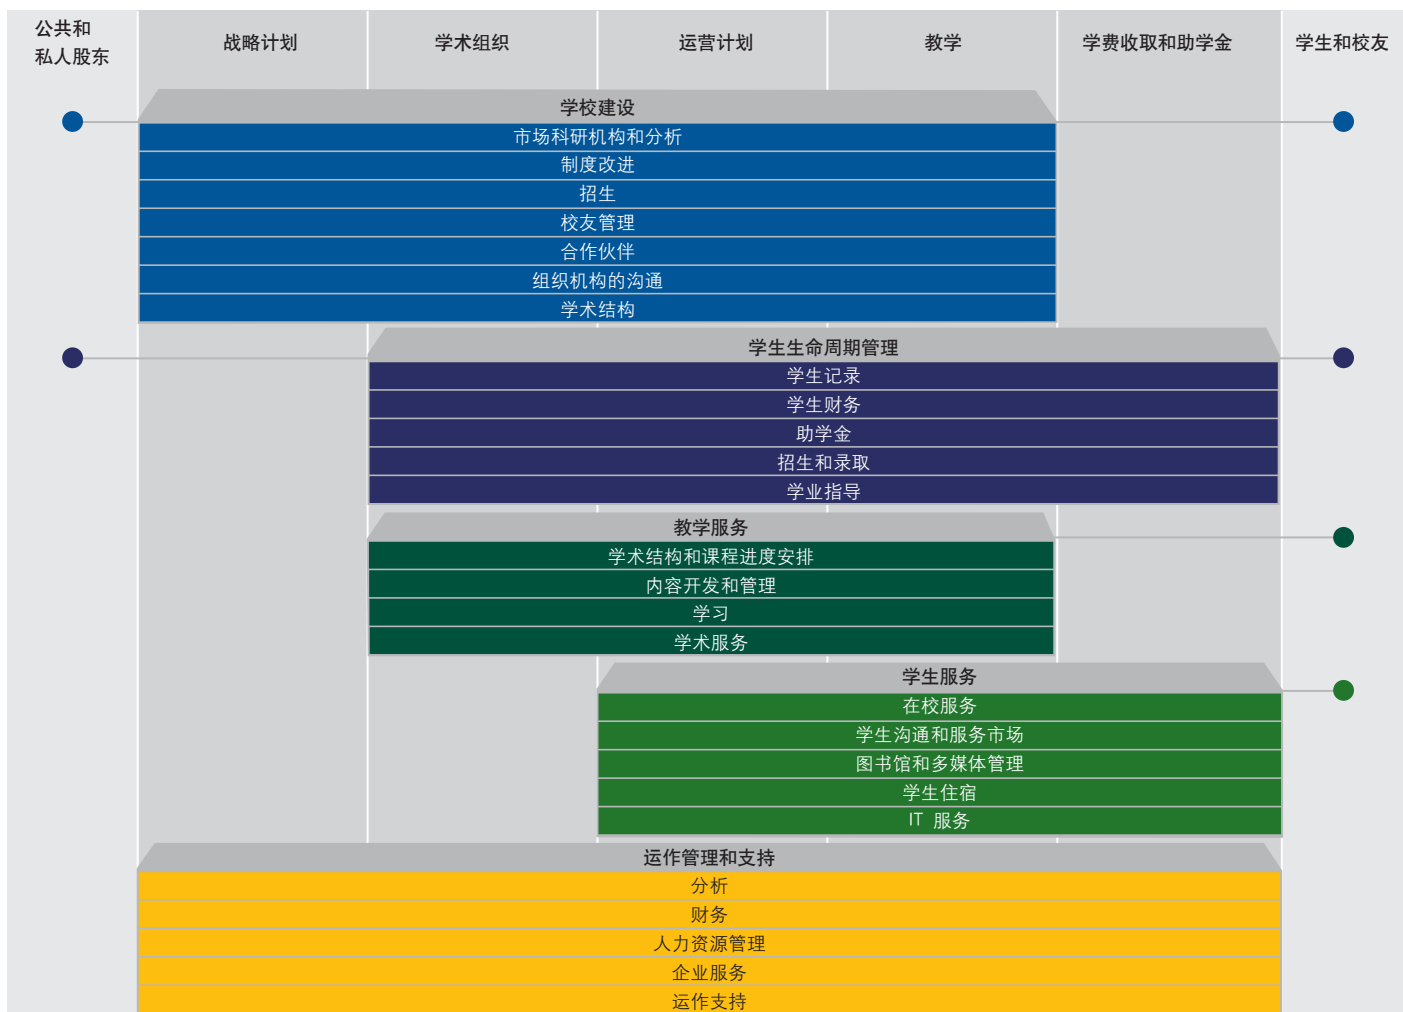 公共和
私人股东
战略计划
学术组织
运营计划
教学
学费收取和助学金
学生和校友
学校建设
市场科研机构和分析
制度改进
招生
校友管理
合作伙伴
组织机构的沟通
学术结构
学生生命周期管理
学生记录
学生财务
助学金
招生和录取
学业指导
教学服务
学术结构和课程进度安排
内容开发和管理
学习
学术服务
学生服务
在校服务
学生沟通和服务市场
图书馆和多媒体管理
学生住宿
IT 服务
运作管理和支持
分析
财务
人力资源管理
企业服务
运作支持